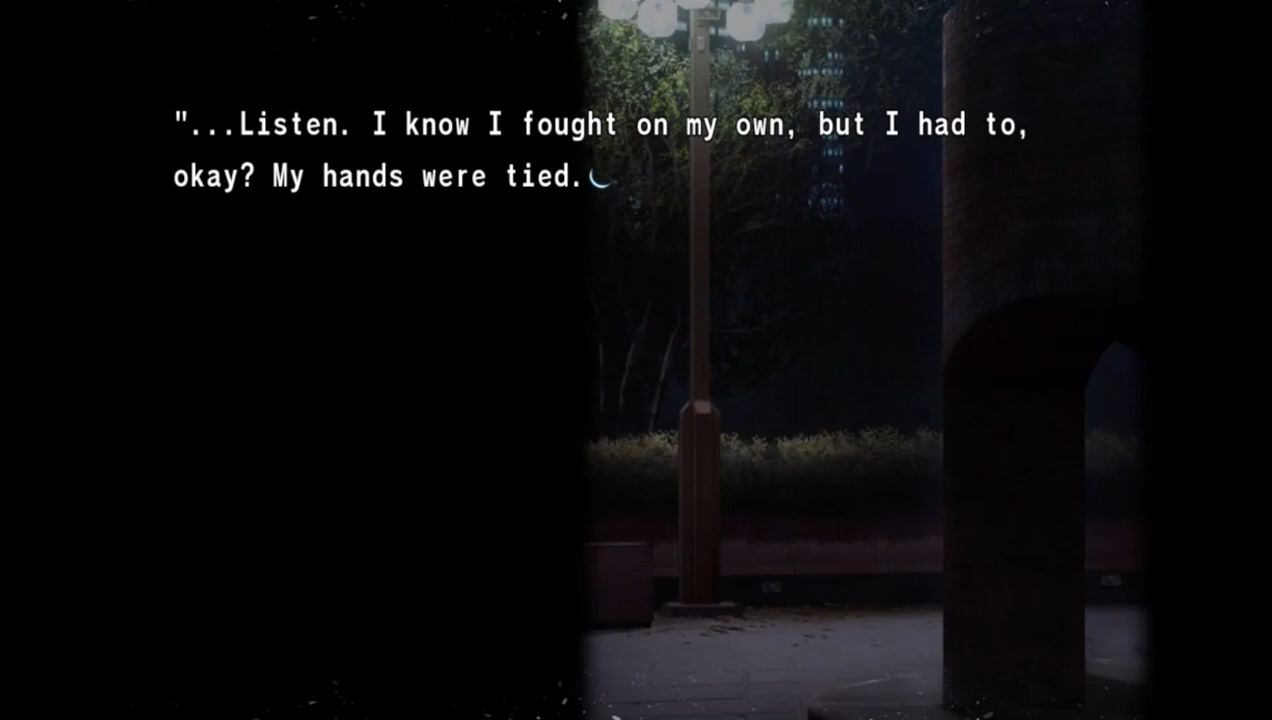 "...Listen. I know I fought on my own, but I had to,
okay? My hands were tied.